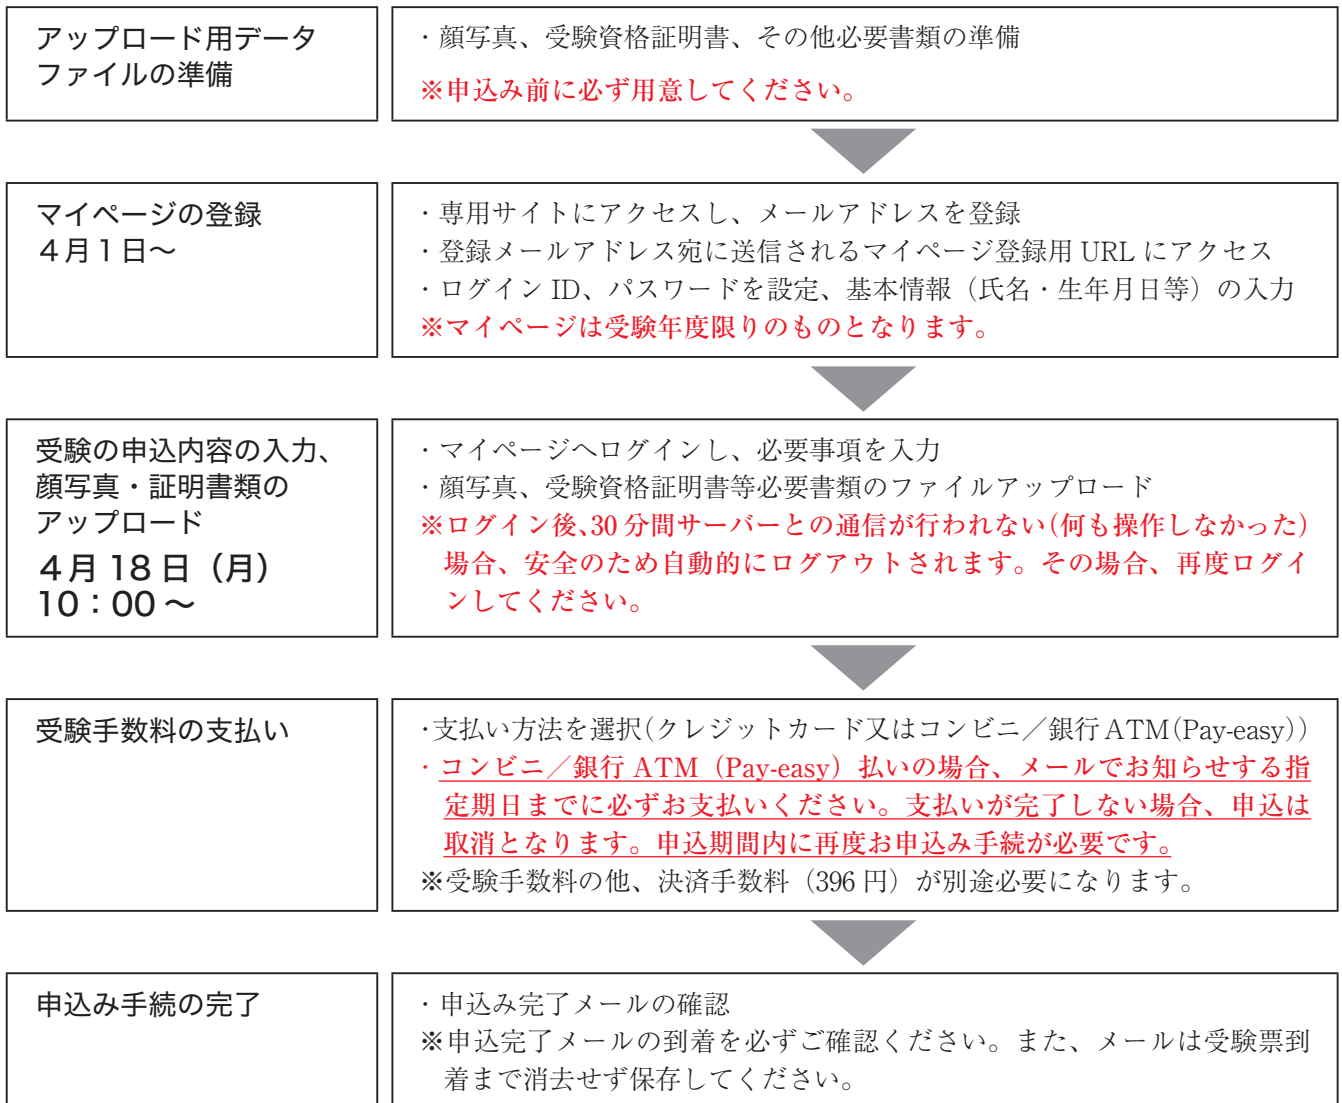 アップロード用データ
ファイルの準備
・顔写真、受験資格証明書、その他必要書類の準備
※申込み前に必ず用意してください。
マイページの登録
4月1日～
・専用サイトにアクセスし、メールアドレスを登録
・登録メールアドレス宛に送信されるマイページ登録用 URL にアクセス
・ログイン ID、パスワードを設定、基本情報（氏名・生年月日等）の入力
※マイページは受験年度限りのものとなります。
受験の申込内容の入力、
顔写真・証明書類の
アップロード
4月 18 日（月）
10：00 ～
・マイページへログインし、必要事項を入力
・顔写真、受験資格証明書等必要書類のファイルアップロード
※ログイン後、30 分間サーバーとの通信が行われない（何も操作しなかった）
場合、安全のため自動的にログアウトされます。その場合、再度ログイ
ンしてください。
受験手数料の支払い
・支払い方法を選択（クレジットカード又はコンビニ／銀行 ATM（Pay-easy））
・コンビニ／銀行 ATM（Pay-easy）払いの場合、メールでお知らせする指
定期日までに必ずお支払いください。支払いが完了しない場合、申込は
取消となります。申込期間内に再度お申込み手続が必要です。
※受験手数料の他、決済手数料（396 円）が別途必要になります。
申込み手続の完了
・申込み完了メールの確認
※申込完了メールの到着を必ずご確認ください。また、メールは受験票到
着まで消去せず保存してください。